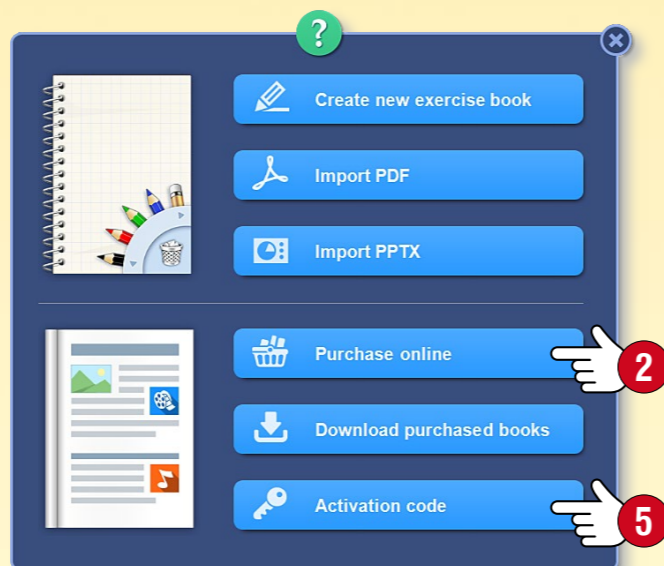 ?
Create new exercise book
Import PDF
Import PPTX
Purchase online
2
Download purchased books
Activation code
5